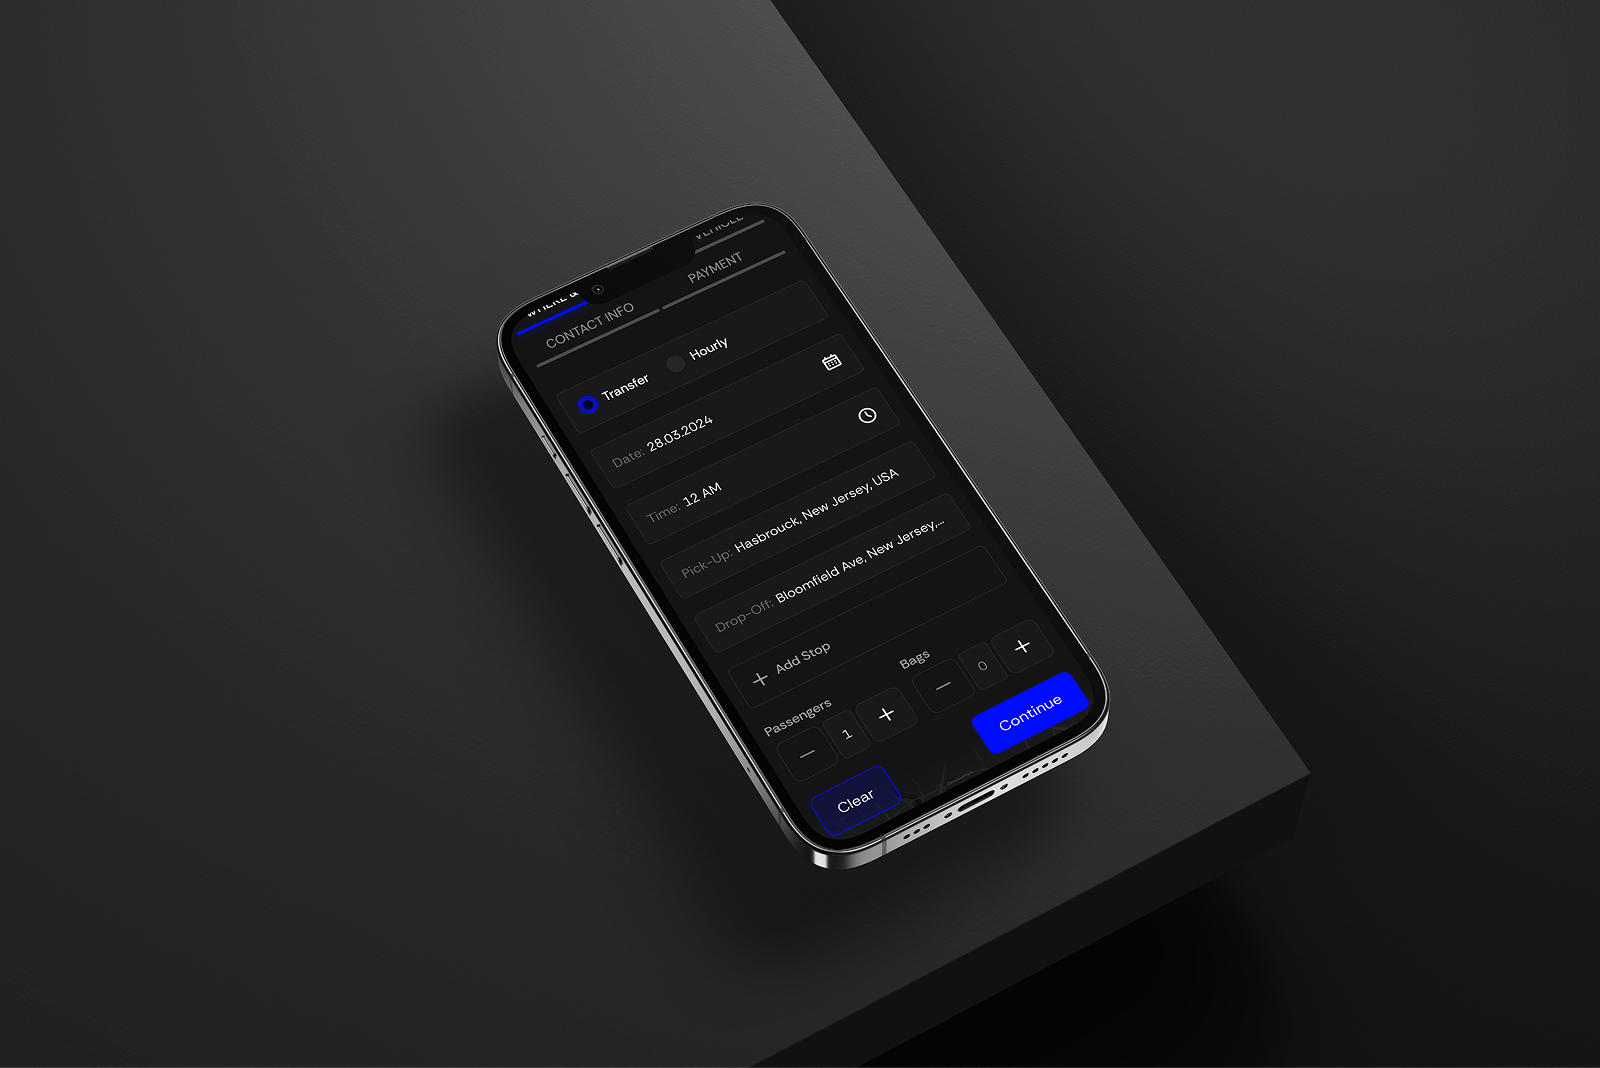 VEHICLE
WHERE &
PAYMENT
CONTACT INFO
Transfer
Hourly
Date: 28.03.2024
Time: 12 AM
Pick-Up: Hasbrouck, New Jersey, USA
Drop-Off: Bloomfield Ave, New Jersey,...
+ Add Stop
Passengers
Bags
— 1 +
— 0 +
Clear
Continue